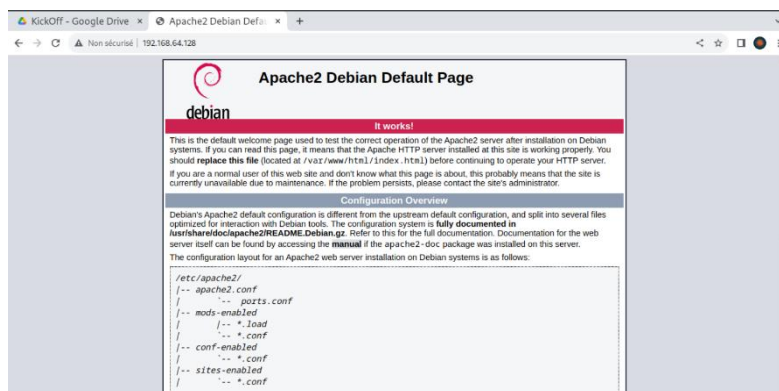 KickOff - Google Drive
Apache2 Debian Defa
Non sécurisé | 192.168.64.128
debian
Apache2 Debian Default Page
It works!
This is the default welcome page used to test the correct operation of the Apache2 server after installation on Debian
systems. If you can read this page, it means that the Apache HTTP server installed at this site is working properly. You
should replace this file (located at /var/www/html/index.html) before continuing to operate your HTTP server.
If you are a normal user of this web site and don't know what this page is about, this probably means that the site is
currently unavailable due to maintenance. If the problem persists, please contact the site's administrator.
Configuration Overview
Debian's Apache2 default configuration is different from the upstream default configuration, and split into several files
optimized for interaction with Debian tools. The configuration system is fully documented in
/usr/share/doc/apache2/README.Debian.gz. Refer to this for the full documentation. Documentation for the web
server itself can be found by accessing the manual if the apache2-doc package was installed on this server.
The configuration layout for an Apache2 web server installation on Debian systems is as follows:
/etc/apache2/
|-- apache2.conf
|       `--  ports.conf
|-- mods-enabled
|       |-- *.load
|       `-- *.conf
|-- conf-enabled
|       `-- *.conf
|-- sites-enabled
|       `-- *.conf